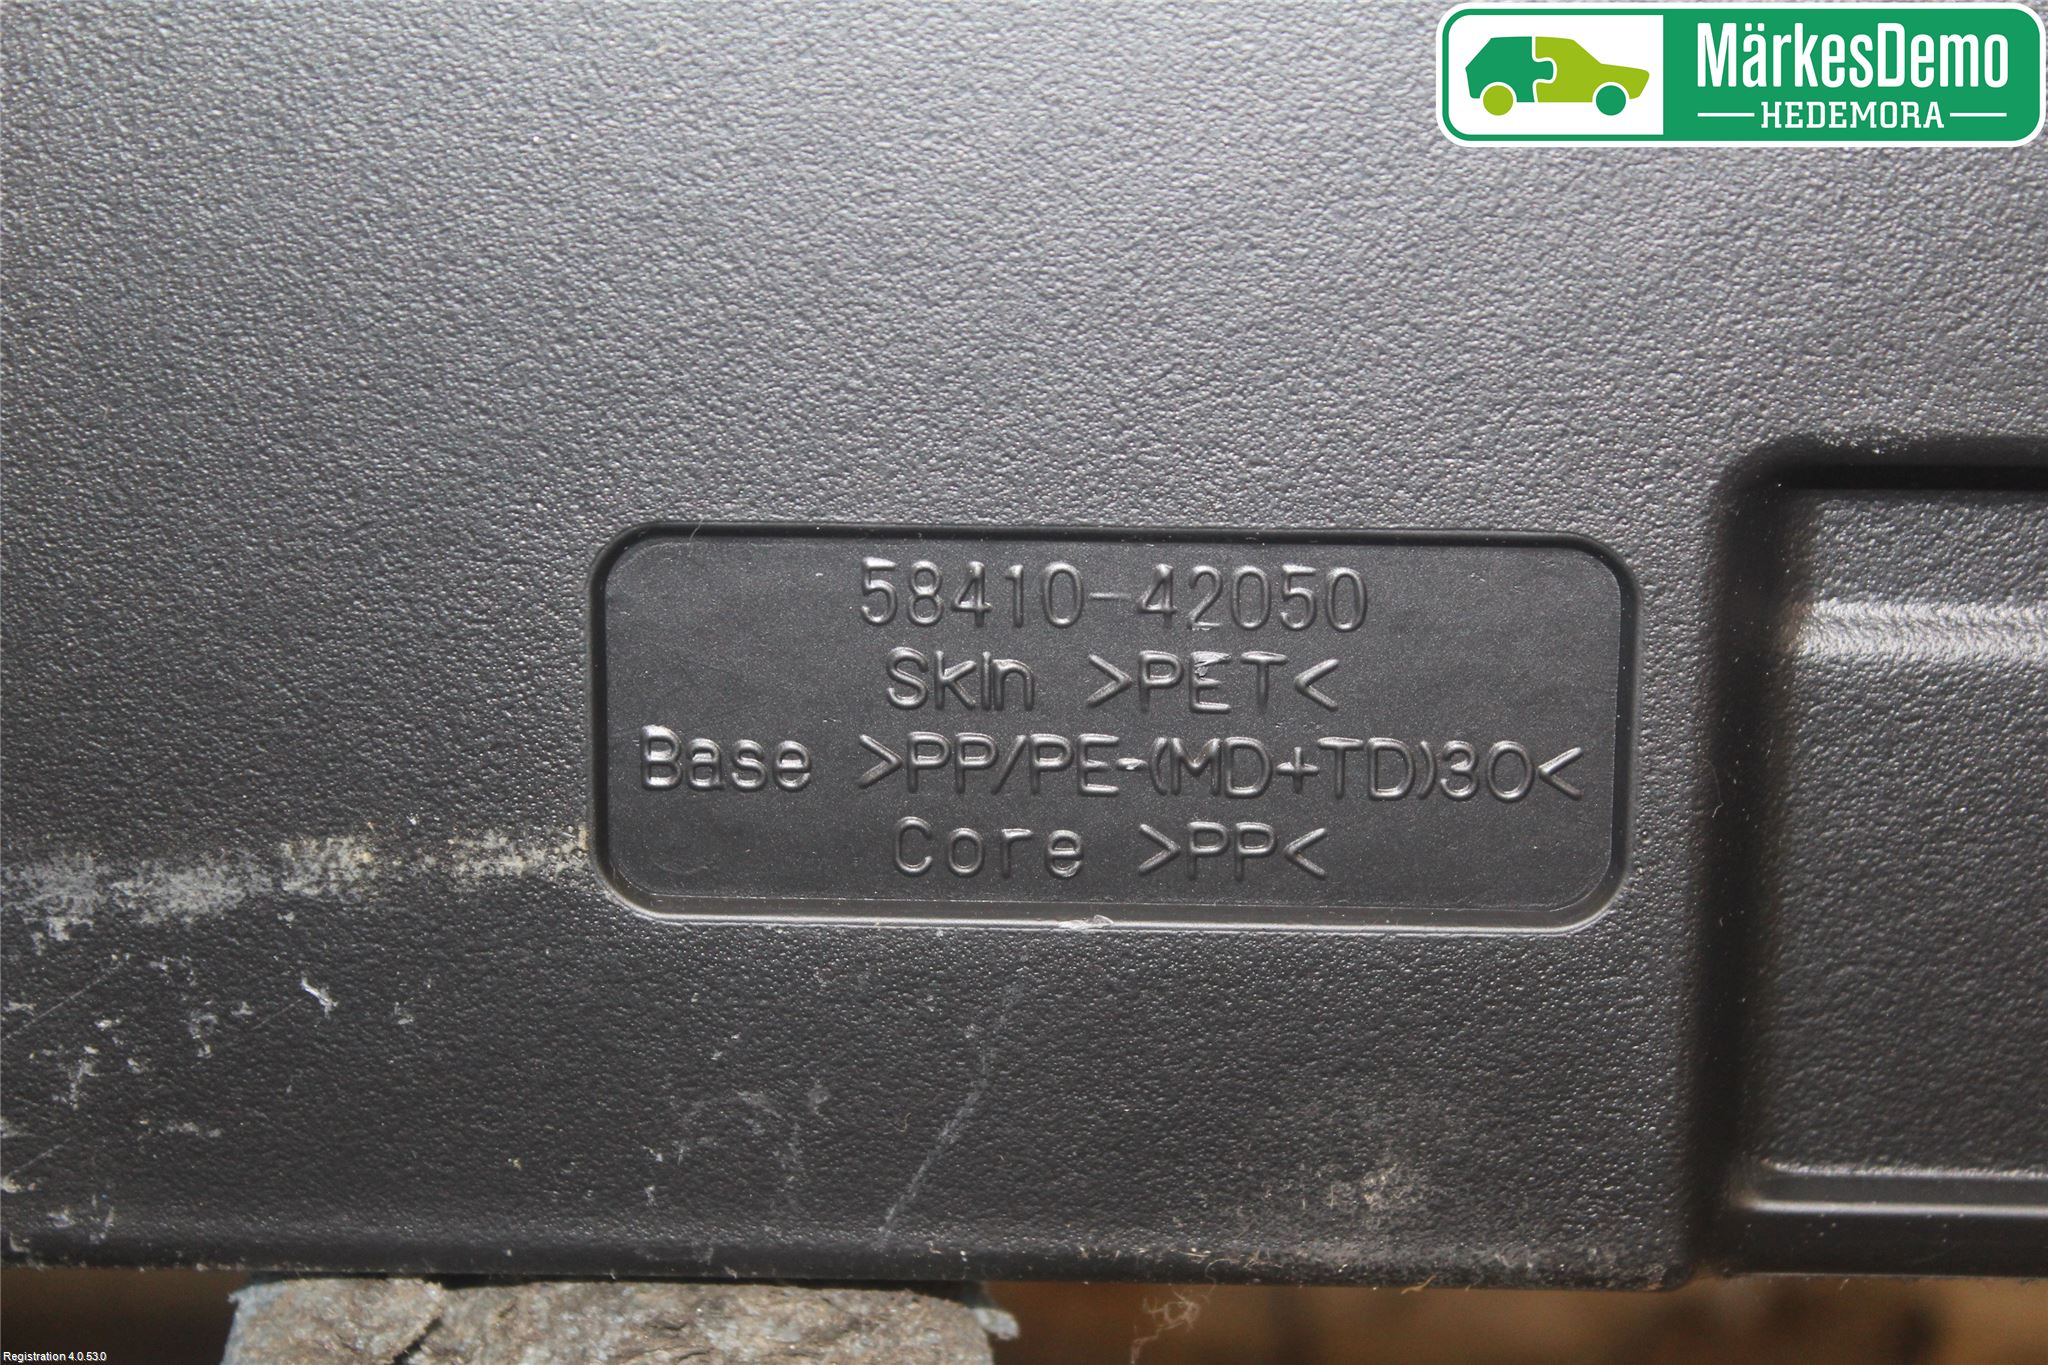 MärkesDemo
HEDEMORA
58410-42050
Skin >PET<
Base >PP/PE-(MD+TD)30<
Core >PP<
Registration 4.0.53.0